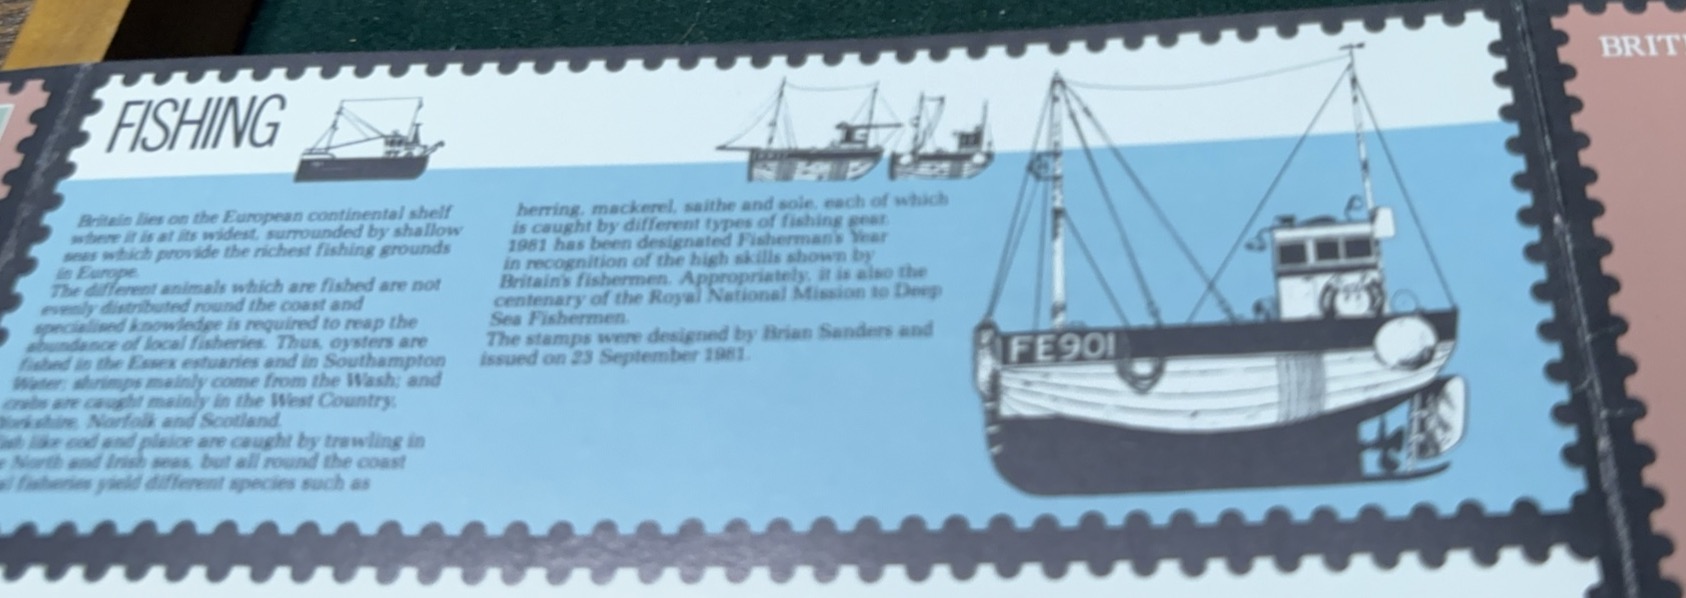 FISHING
Britain lies on the European continental shelf
where it is at its widest, surrounded by shallow
seas which provide the richest fishing grounds
in Europe.
The different animals which are fished are not
evenly distributed round the coast and
specialised knowledge is required to reap the
abundance of local fisheries. Thus, oysters are
fished in the Essex estuaries and in Southampton
Water; shrimps mainly come from the Wash; and
crabs are caught mainly in the West Country,
Yorkshire, Norfolk and Scotland.
like cod and plaice are caught by trawling in
North and Irish seas, but all round the coast
fisheries yield different species such as
herring, mackerel, saithe and sole, each of which
is caught by different types of fishing gear.
1981 has been designated Fisherman's Year
in recognition of the high skills shown by
Britain's fishermen. Appropriately, it is also the
centenary of the Royal National Mission to Deep
Sea Fishermen.
The stamps were designed by Brian Sanders and
issued on 23 September 1981.
FE901
BRIT